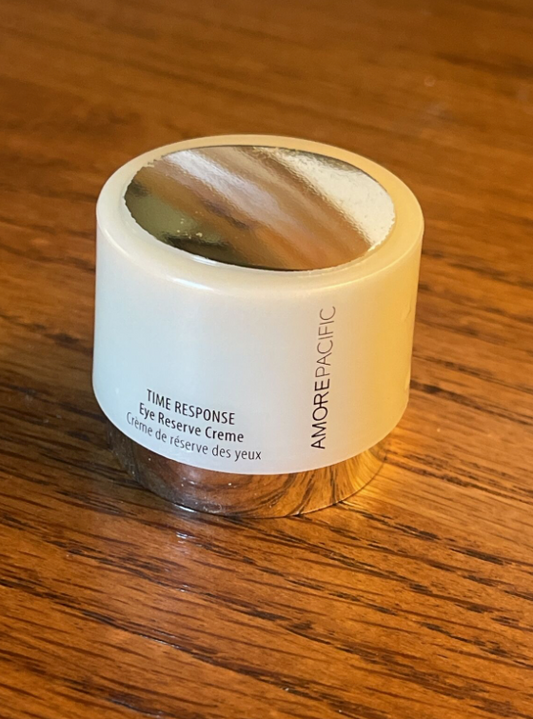 TIME RESPONSE
Eye Reserve Creme
Crème de réserve des yeux
AMOREPACIFIC